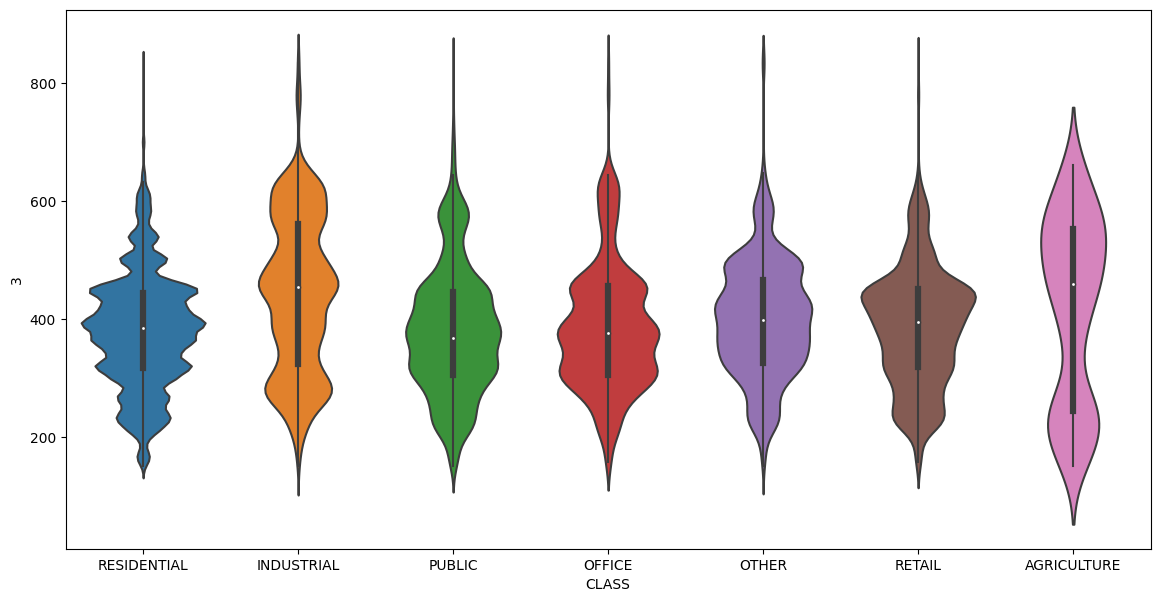 800
600
400
200
3
RESIDENTIAL INDUSTRIAL PUBLIC OFFICE OTHER RETAIL AGRICULTURE
CLASS